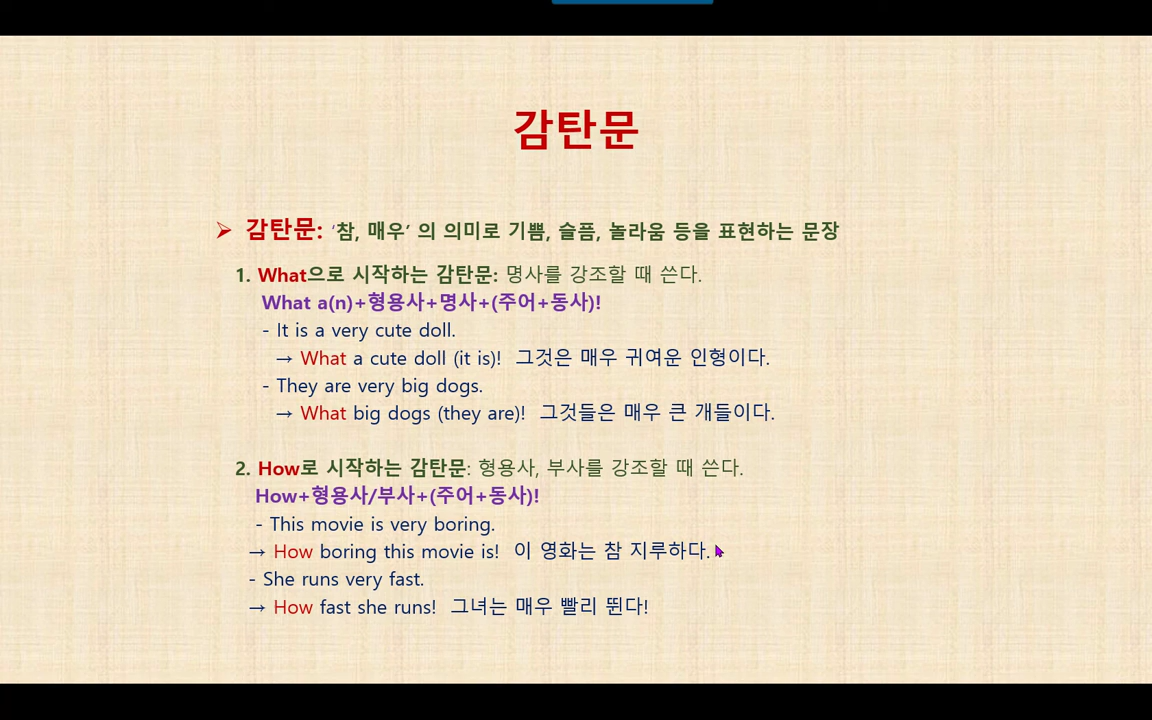 감탄문
➢ 감탄문: ‘참, 매우’ 의 의미로 기쁨, 슬픔, 놀라움 등을 표현하는 문장
1. What으로 시작하는 감탄문: 명사를 강조할 때 쓴다.
What a(n)+형용사+명사+(주어+동사)!
- It is a very cute doll.
→ What a cute doll (it is)! 그것은 매우 귀여운 인형이다.
- They are very big dogs.
→ What big dogs (they are)! 그것들은 매우 큰 개들이다.
2. How로 시작하는 감탄문: 형용사, 부사를 강조할 때 쓴다.
How+형용사/부사+(주어+동사)!
- This movie is very boring.
→ How boring this movie is! 이 영화는 참 지루하다.
- She runs very fast.
→ How fast she runs! 그녀는 매우 빨리 뛴다!